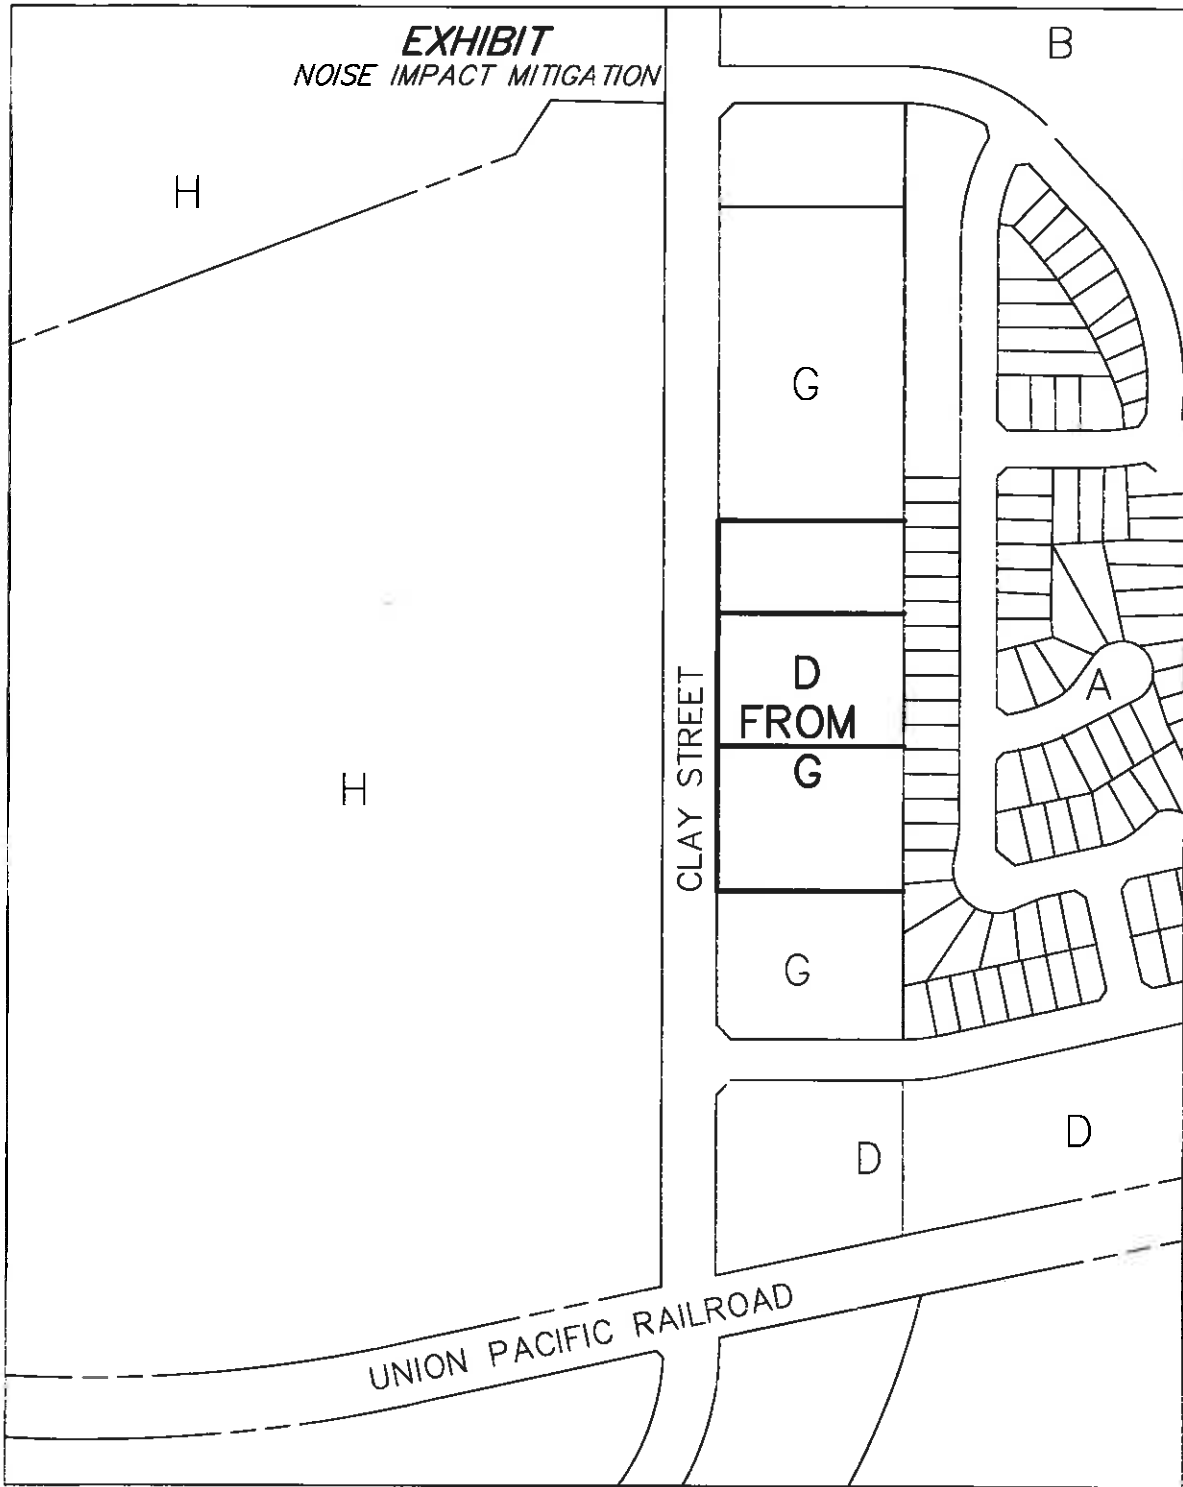 EXHIBIT
NOISE IMPACT MITIGATION
B
H
G
D
FROM
G
A
CLAY STREET
H
G
D
D
UNION PACIFIC RAILROAD